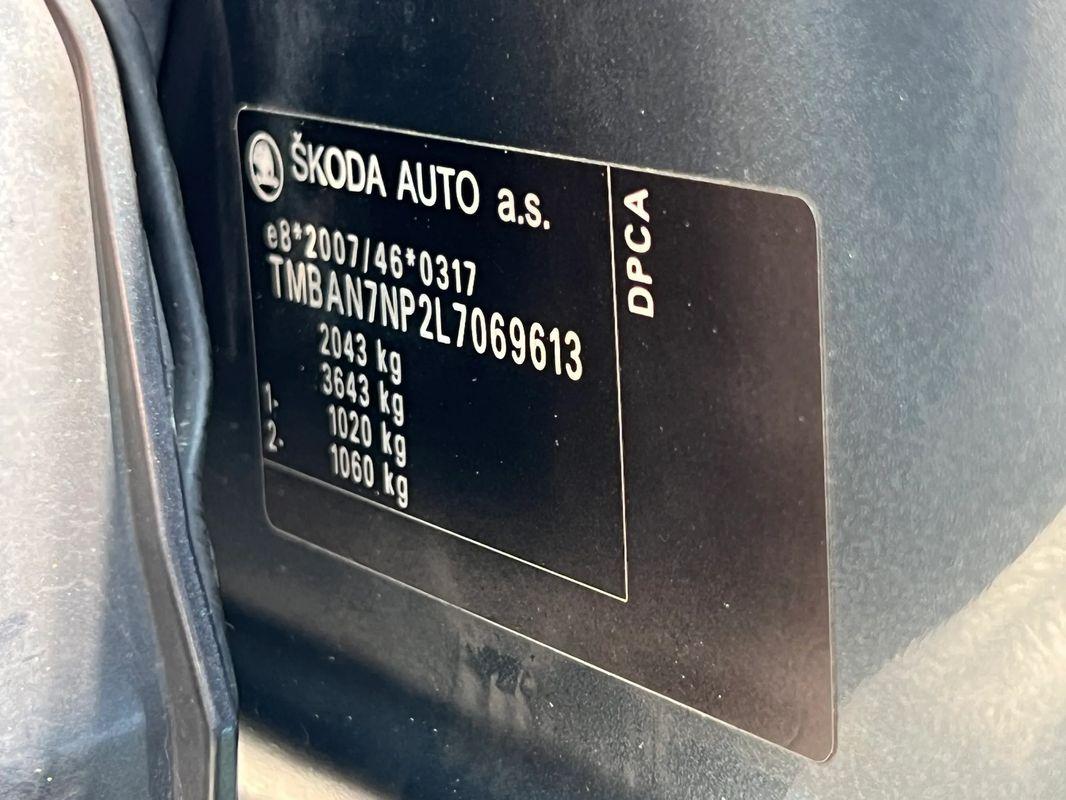 ŠKODA AUTO a.s.
e8*2007/46*0317
TMBAN7NP2L7069613
2043 kg
3643 kg
1- 1020 kg
2- 1060 kg
DPCA